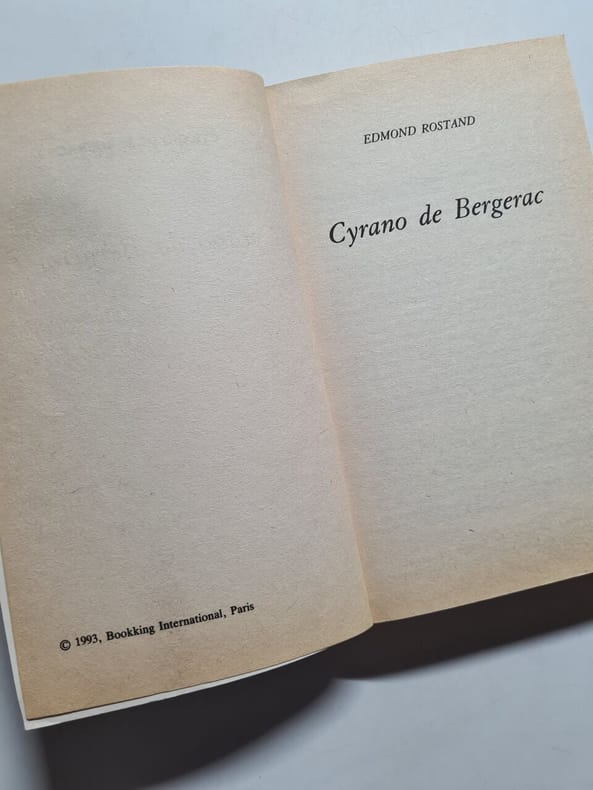 © 1993, Bookking International, Paris
EDMOND ROSTAND
Cyrano de Bergerac